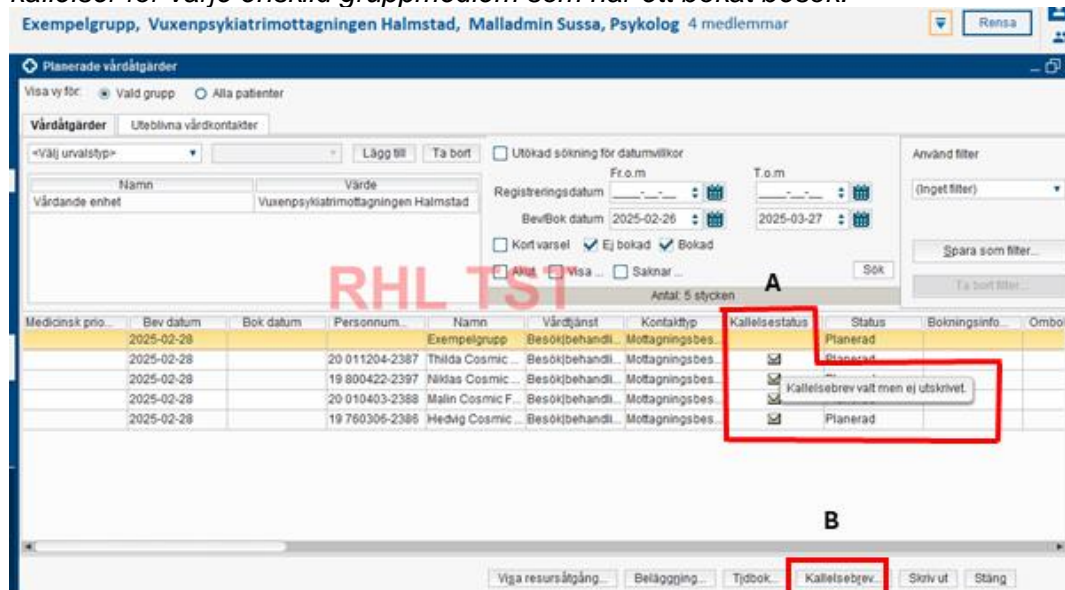 kallelser för varje enskild gruppmedlem som har ett bokat besök.
Exempelgrupp, Vuxenpsykiatrimottagningen Halmstad, Malladmin Sussa, Psykolog 4 medlemmar
Rensa
Planerade vårdåtgärder
Visa vy för: Vald grupp Alla patienter
Vårdåtgärder Uteblivna vårdkontakter
<Välj urvalstyp> Lägg till Ta bort Utökad sökning för datumvillkor Använd filter
Fr.o.m T.o.m
Namn Värde Registreringsdatum __-_-__ __-_-__ (Inget filter)
Vårdande enhet Vuxenpsykiatrimottagningen Halmstad
Bev/Bok datum 2025-02-26 2025-03-27
Kort varsel Ej bokad Bokad Spara som filter...
Akut Visa ... Saknar ... Sök Ta bort filter...
RHL TST
Antal: 5 stycken
A
Medicinsk prio... Bev datum Bok datum Personnum... Namn Vårdtjänst Kontakttyp Kallelsestatus Status Bokningsinfo... Ombo
2025-02-28 Exempelgrupp Besök|behandli... Mottagningsbes... Planerad
2025-02-28 20 011204-2387 Thilda Cosmic ... Besök|behandli... Mottagningsbes... Planerad
2025-02-28 19 800422-2397 Niklas Cosmic ... Besök|behandli... Mottagningsbes...
Kallelsebrev valt men ej utskrivet.
2025-02-28 20 010403-2388 Malin Cosmic F... Besök|behandli... Mottagningsbes...
2025-02-28 19 760306-2386 Hedvig Cosmic ... Besök|behandli... Mottagningsbes... Planerad
B
Visa resursåtgång... Beläggning... Tidbok... Kallelsebrev... Skriv ut Stäng